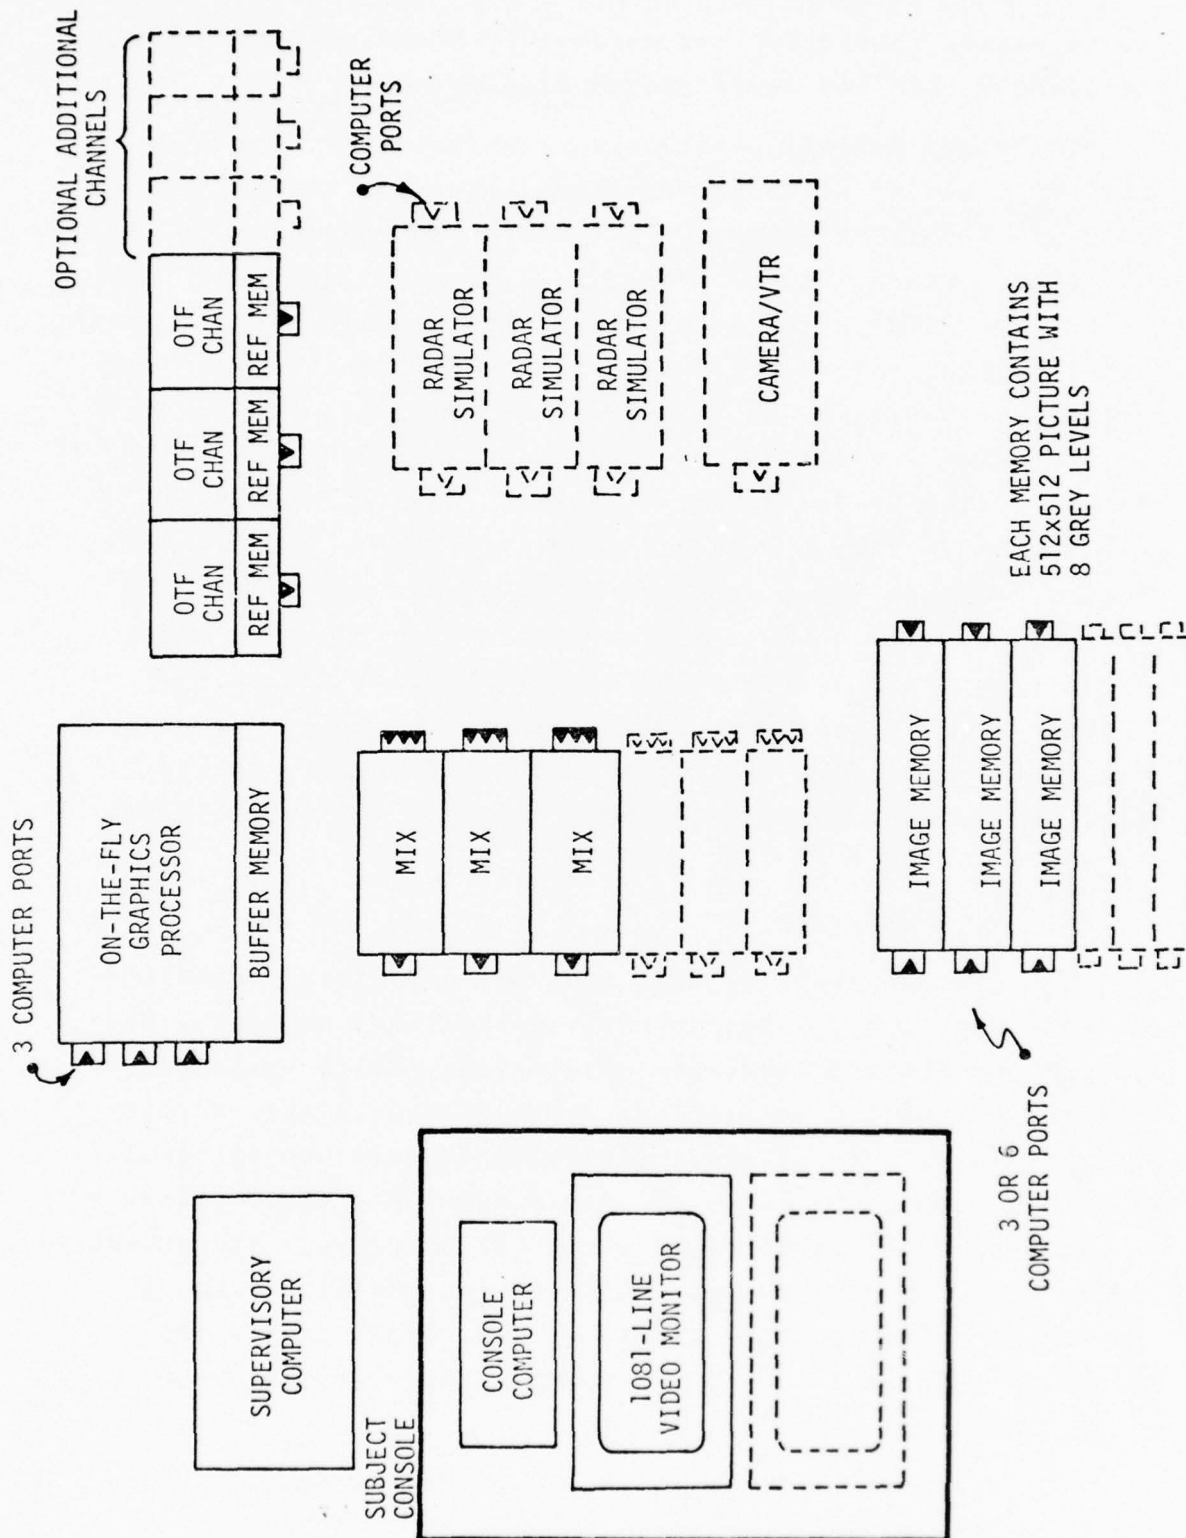 SUPERVISORY
COMPUTER
SUBJECT
CONSOLE
CONSOLE
COMPUTER
1081-LINE
VIDEO MONITOR
3 COMPUTER PORTS
ON-THE-FLY
GRAPHICS
PROCESSOR
BUFFER MEMORY
MIX
MIX
MIX
3 OR 6
COMPUTER PORTS
IMAGE MEMORY
IMAGE MEMORY
IMAGE MEMORY
EACH MEMORY CONTAINS
512x512 PICTURE WITH
8 GREY LEVELS
OTF
CHAN
REF MEM
OTF
CHAN
REF MEM
OTF
CHAN
REF MEM
OPTIONAL ADDITIONAL
CHANNELS
COMPUTER
PORTS
RADAR
SIMULATOR
RADAR
SIMULATOR
RADAR
SIMULATOR
CAMERA/VTR